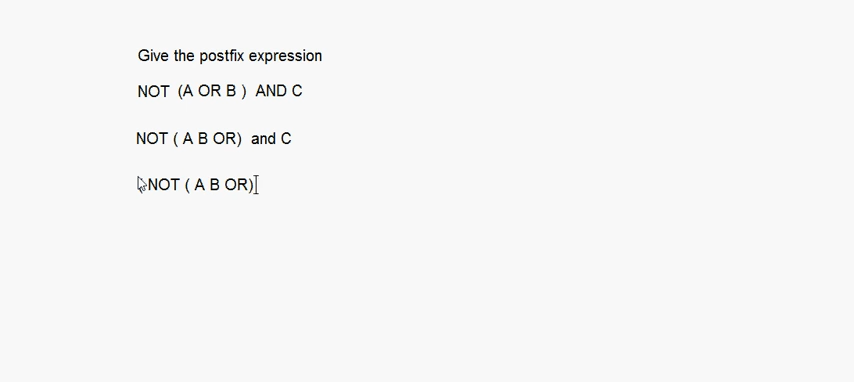 Give the postfix expression
NOT (A OR B ) AND C
NOT ( A B OR) and C
NOT ( A B OR)